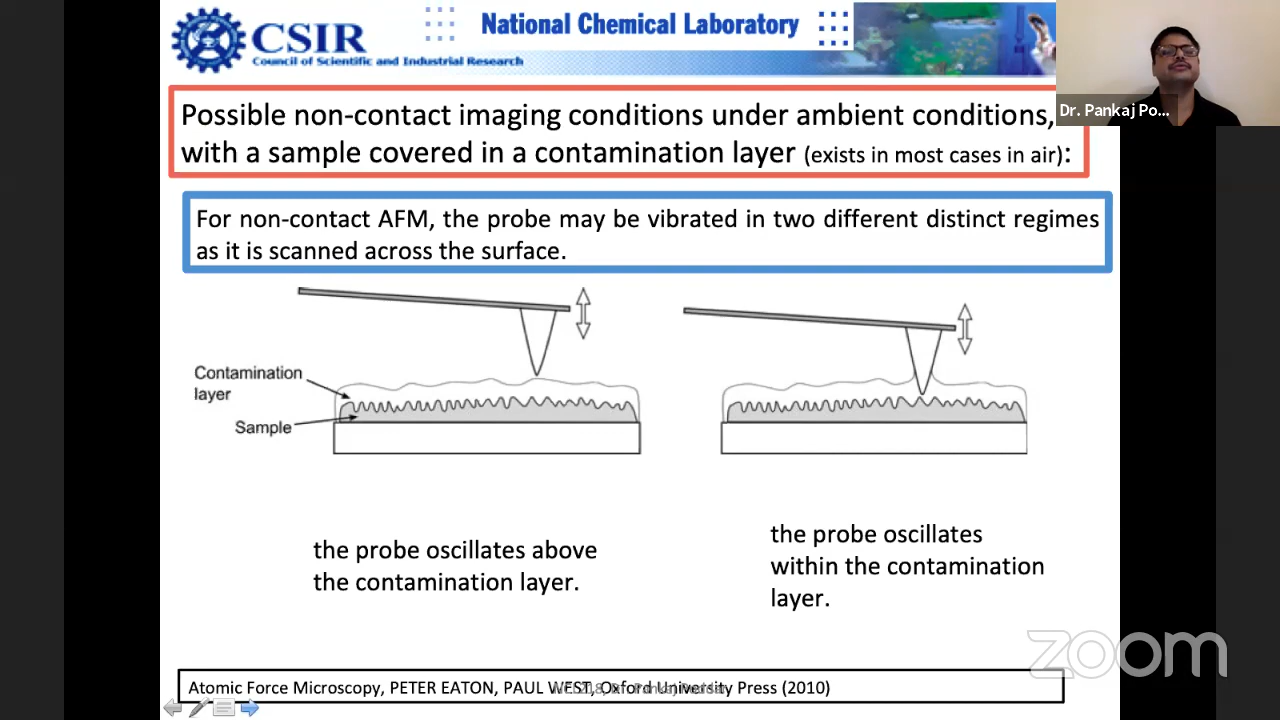 CSIR
Council of Scientific and Industrial Research
National Chemical Laboratory
Dr. Pankaj Po...
Possible non-contact imaging conditions under ambient conditions,
with a sample covered in a contamination layer (exists in most cases in air):
For non-contact AFM, the probe may be vibrated in two different distinct regimes
as it is scanned across the surface.
Contamination
layer
Sample
the probe oscillates above
the contamination layer.
the probe oscillates
within the contamination
layer.
zoom
Atomic Force Microscopy, PETER EATON, PAUL WEST, Oxford University Press (2010)
Dr. Pankaj Poddar